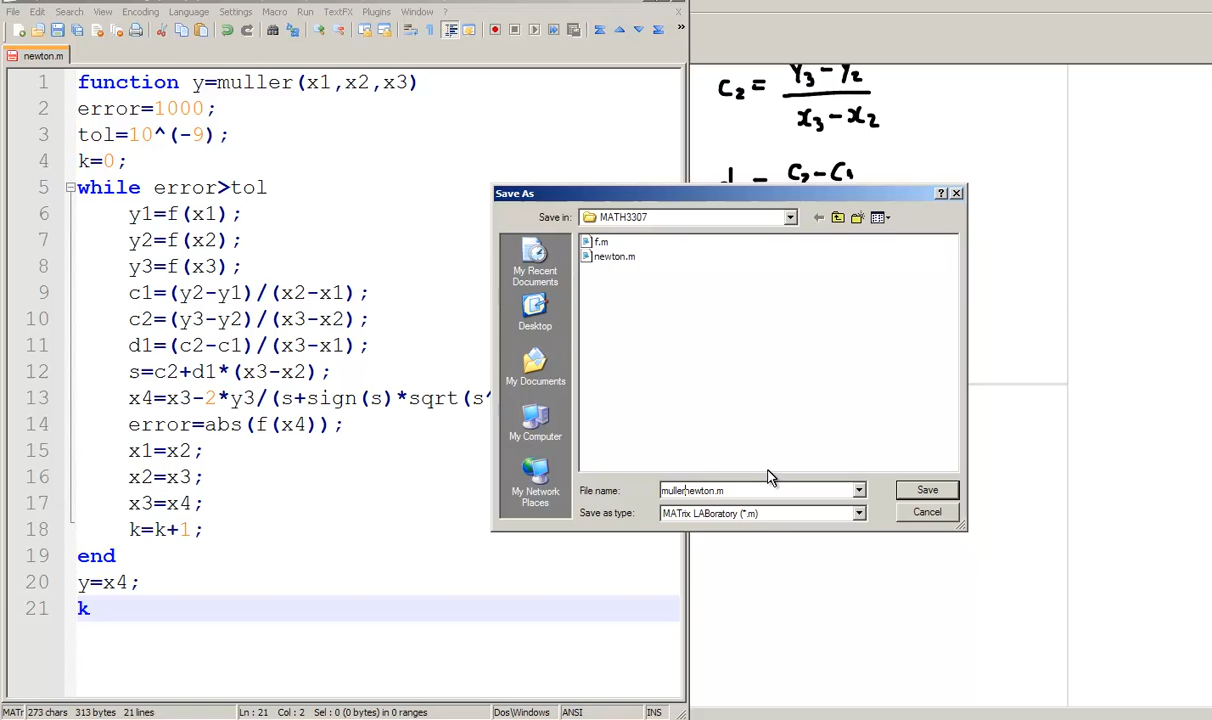 File Edit Search View Encoding Language Settings Macro Run TextFX Plugins Window ? X
newton.m
1 function y=muller(x1,x2,x3)
2 error=1000;
3 tol=10^(-9);
4 k=0;
5 while error>tol
6 y1=f(x1);
7 y2=f(x2);
8 y3=f(x3);
9 c1=(y2-y1)/(x2-x1);
10 c2=(y3-y2)/(x3-x2);
11 d1=(c2-c1)/(x3-x1);
12 s=c2+d1*(x3-x2);
13 x4=x3-2*y3/(s+sign(s)*sqrt(s^
14 error=abs(f(x4));
15 x1=x2;
16 x2=x3;
17 x3=x4;
18 k=k+1;
19 end
20 y=x4;
21 k
MATr 273 chars 313 bytes 21 lines Ln : 21 Col : 2 Sel : 0 (0 bytes) in 0 ranges Dos\Windows ANSI INS
C₂ = y₃ - y₂
x₃ - x₂
= C₂ - C₁
Save As
Save in: MATH3307
f.m
newton.m
My Recent
Documents
Desktop
My Documents
My Computer
My Network
Places
File name: mullernewton.m Save
Save as type: MATrix LABoratory (*.m) Cancel